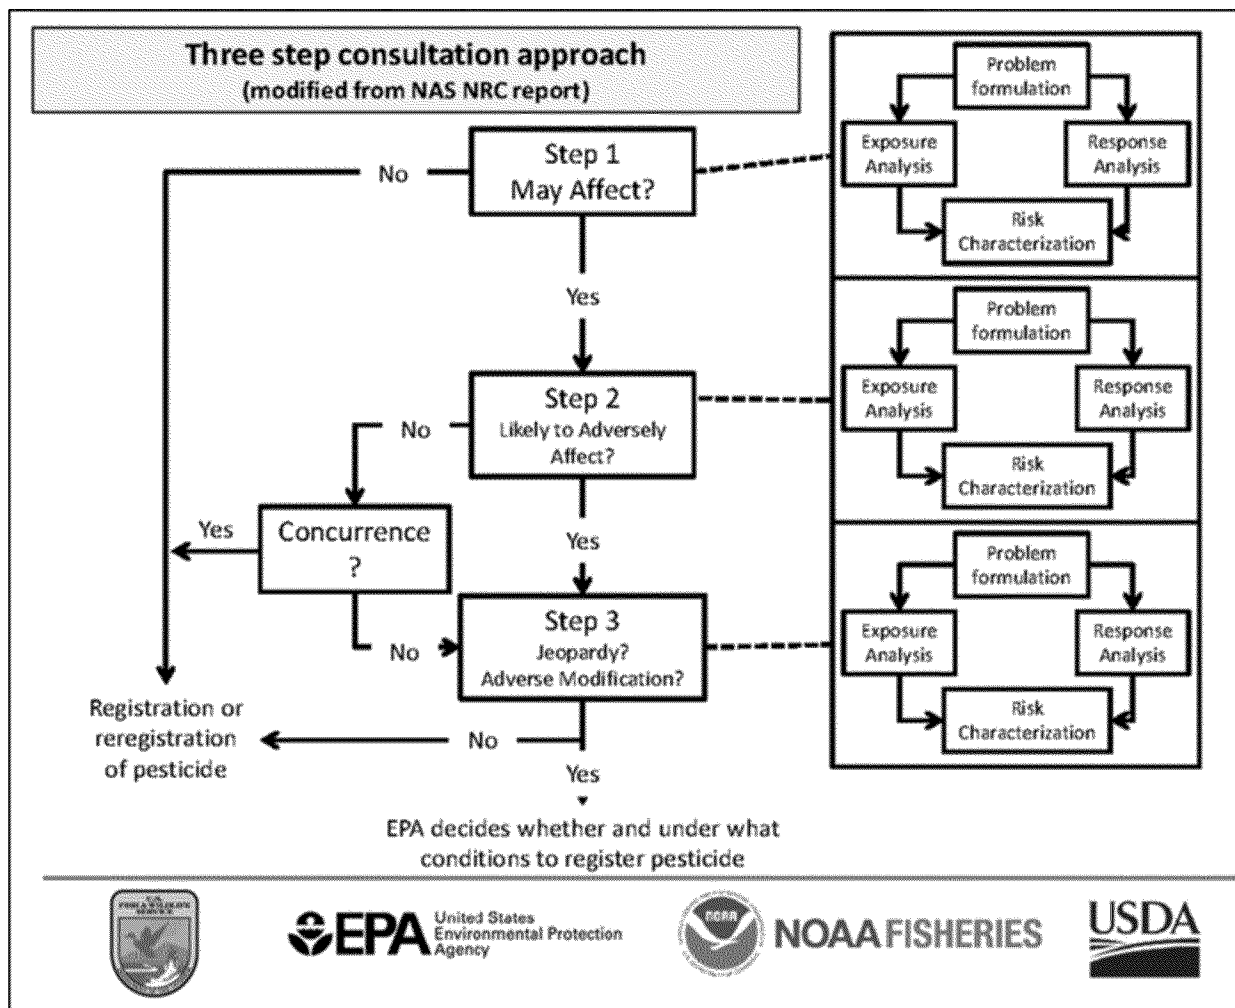 Three step consultation approach
(modified from NAS NRC report)
Step 1
May Affect?
No
Yes
Step 2
Likely to Adversely
Affect?
No
Concurrence
?
Yes
Yes
No
Step 3
Jeopardy?
Adverse Modification?
Registration or
reregistration
of pesticide
No
Yes
EPA decides whether and under what
conditions to register pesticide
Problem
formulation
Exposure
Analysis
Response
Analysis
Risk
Characterization
Problem
formulation
Exposure
Analysis
Response
Analysis
Risk
Characterization
Problem
formulation
Exposure
Analysis
Response
Analysis
Risk
Characterization
U.S.
FISH & WILDLIFE
SERVICE
EPA
United States
Environmental Protection
Agency
NOAA
NOAA FISHERIES
USDA